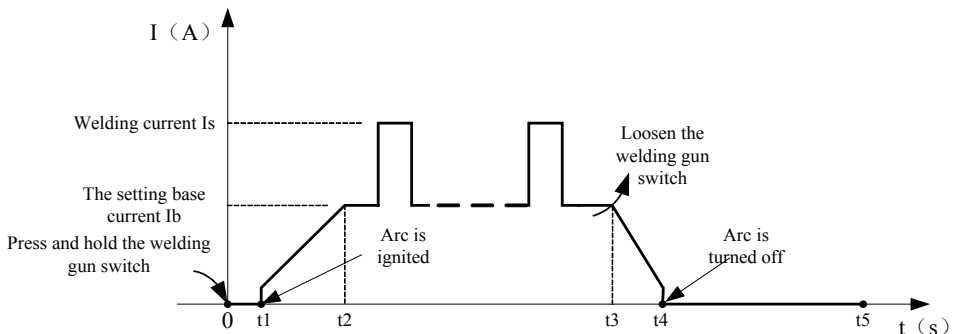 I（A）
Welding current Is
Loosen the
welding gun
switch
The setting base
current Ib
Press and hold the welding
gun switch
Arc is
ignited
Arc is
turned off
0
t1
t2
t3
t4
t5
t（s）